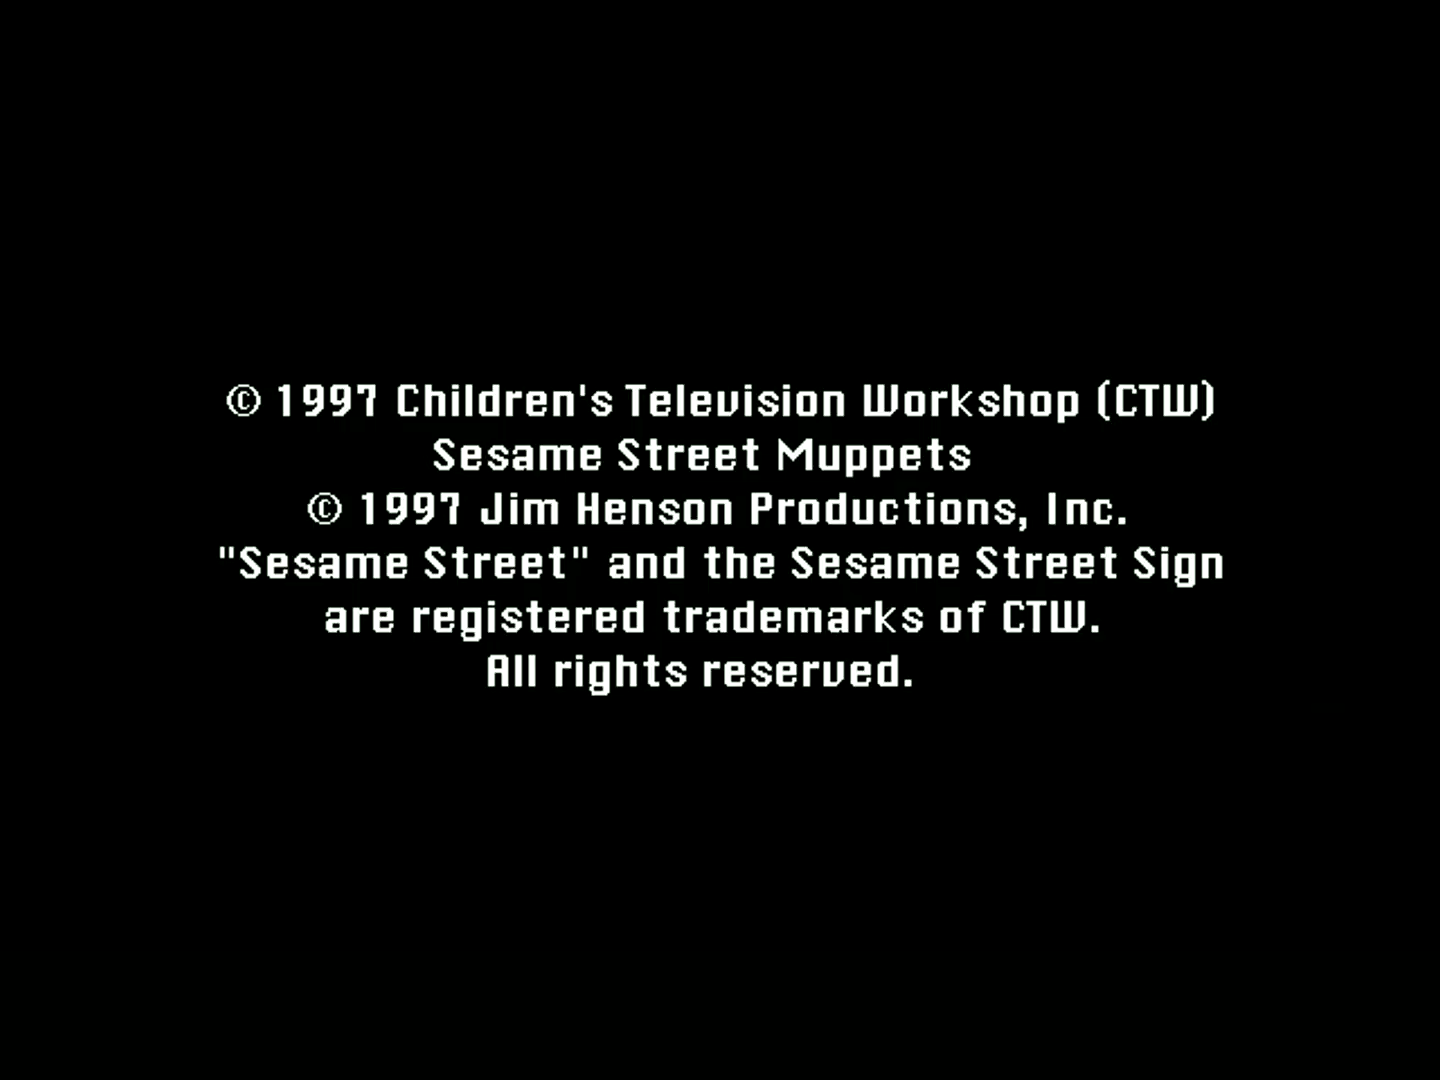 © 1997 Children's Television Workshop (CTW)
Sesame Street Muppets
© 1997 Jim Henson Productions, Inc.
"Sesame Street" and the Sesame Street Sign
are registered trademarks of CTW.
All rights reserved.